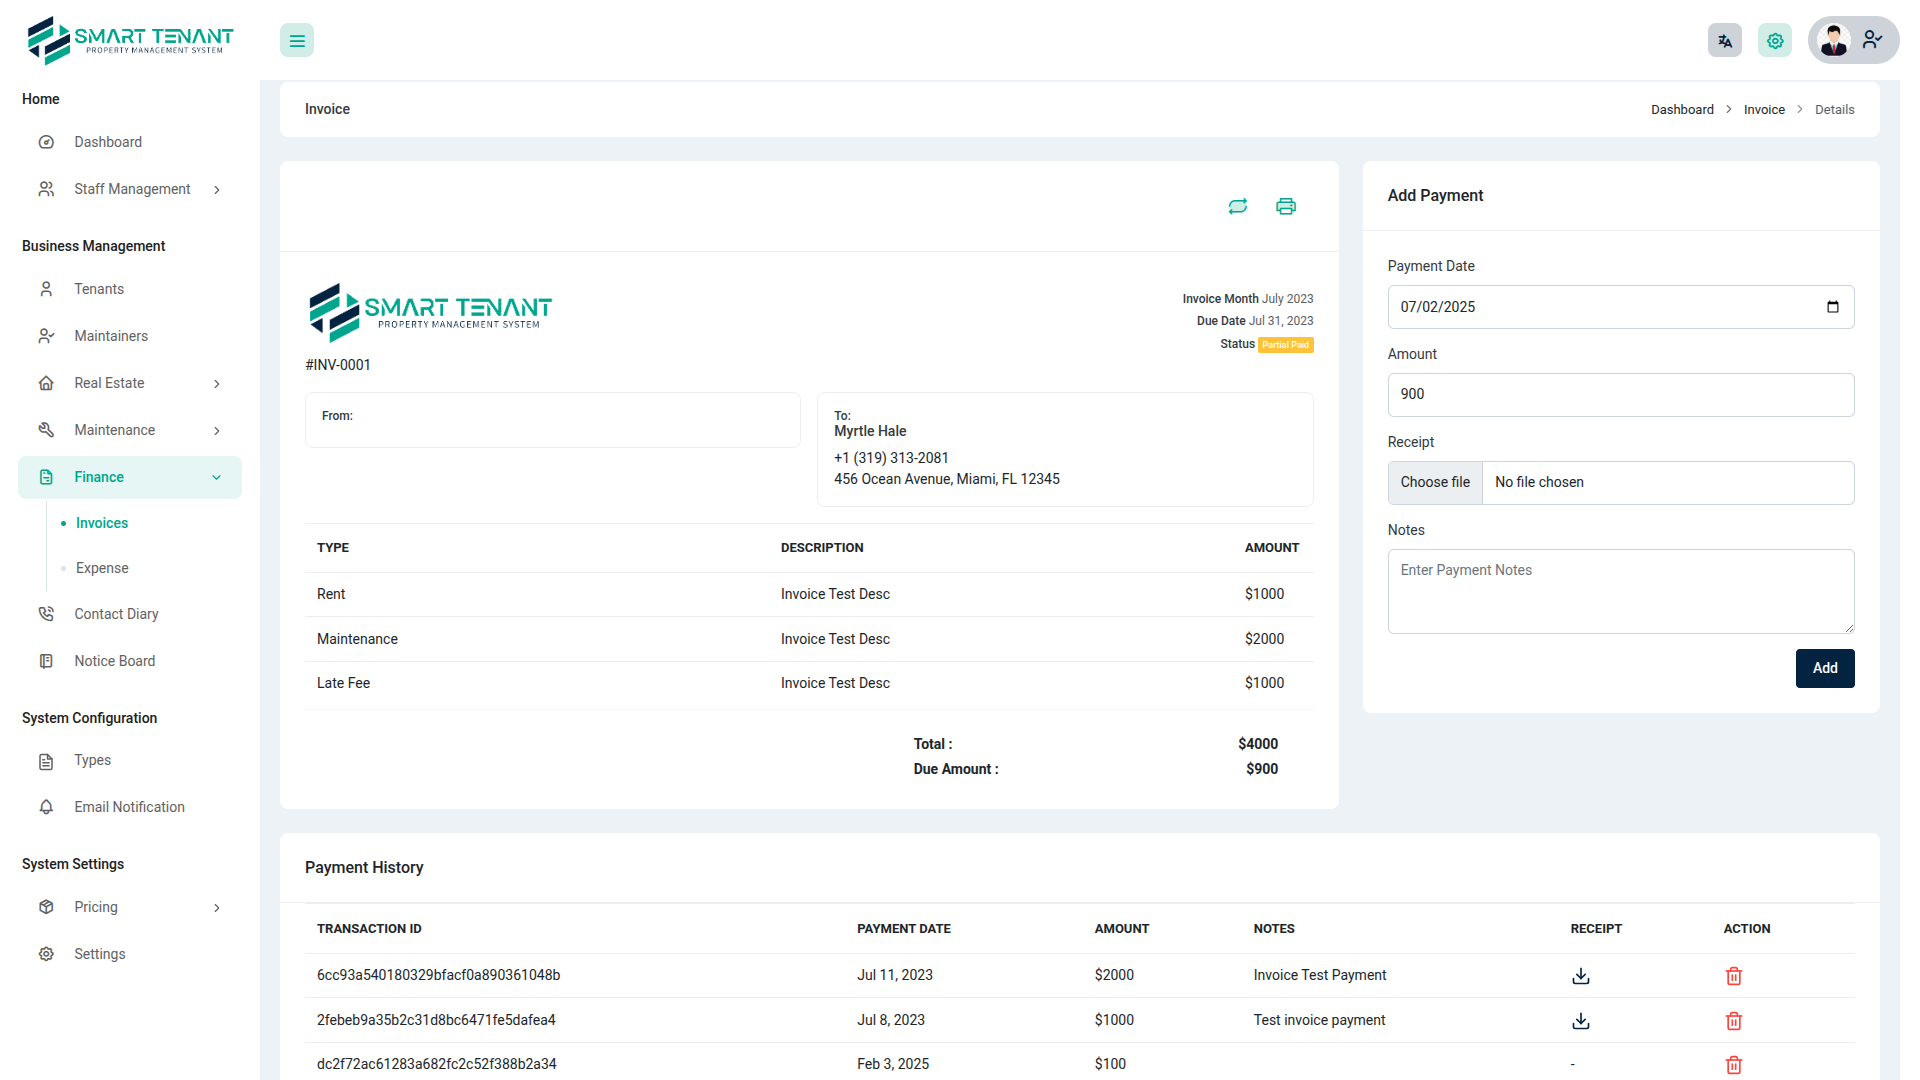 SMART TENANT
PROPERTY MANAGEMENT SYSTEM
Home
Dashboard
Staff Management
Business Management
Tenants
Maintainers
Real Estate
Maintenance
Finance
Invoices
Expense
Contact Diary
Notice Board
System Configuration
Types
Email Notification
System Settings
Pricing
Settings
Invoice
Dashboard > Invoice > Details
SMART TENANT
PROPERTY MANAGEMENT SYSTEM
#INV-0001
Invoice Month July 2023
Due Date Jul 31, 2023
Status Partial Paid
From:
To:
Myrtle Hale
+1 (319) 313-2081
456 Ocean Avenue, Miami, FL 12345
TYPE DESCRIPTION AMOUNT
Rent Invoice Test Desc $1000
Maintenance Invoice Test Desc $2000
Late Fee Invoice Test Desc $1000
Total : $4000
Due Amount : $900
Add Payment
Payment Date
07/02/2025
Amount
900
Receipt
Choose file No file chosen
Notes
Enter Payment Notes
Add
Payment History
TRANSACTION ID PAYMENT DATE AMOUNT NOTES RECEIPT ACTION
6cc93a540180329bfacf0a890361048b Jul 11, 2023 $2000 Invoice Test Payment
2febeb9a35b2c31d8bc6471fe5dafea4 Jul 8, 2023 $1000 Test invoice payment
dc2f72ac61283a682fc2c52f388b2a34 Feb 3, 2025 $100 -